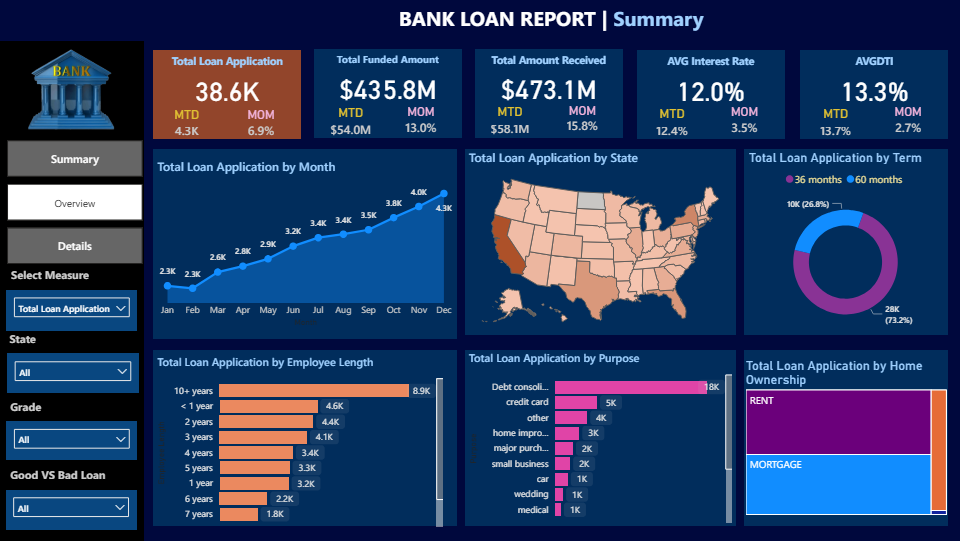 BANK LOAN REPORT | Summary
BANK
Summary
Overview
Details
Select Measure
Total Loan Application
State
All
Grade
All
Good VS Bad Loan
All
Total Loan Application
38.6K
MTD MOM
4.3K 6.9%
Total Funded Amount
$435.8M
MTD MOM
$54.0M 13.0%
Total Amount Received
$473.1M
MTD MOM
$58.1M 15.8%
AVG Interest Rate
12.0%
MTD MOM
12.4% 3.5%
AVGDTI
13.3%
MTD MOM
13.7% 2.7%
Total Loan Application by Month
2.3K 2.3K 2.6K 2.8K 2.9K 3.2K 3.4K 3.4K 3.5K 3.8K 4.0K 4.3K
Jan Feb Mar Apr May Jun Jul Aug Sep Oct Nov Dec
Total Loan Application by State
Total Loan Application by Term
36 months 60 months
10K (26.8%)
28K
(73.2%)
Total Loan Application by Employee Length
10+ years 8.9K
< 1 year 4.6K
2 years 4.4K
3 years 4.1K
4 years 3.4K
5 years 3.3K
1 year 3.2K
6 years 2.2K
7 years 1.8K
Total Loan Application by Purpose
Debt consoli... 18K
credit card 5K
other 4K
home impro... 3K
major purch... 2K
small business 2K
car 1K
wedding 1K
medical 1K
Total Loan Application by Home
Ownership
RENT
MORTGAGE